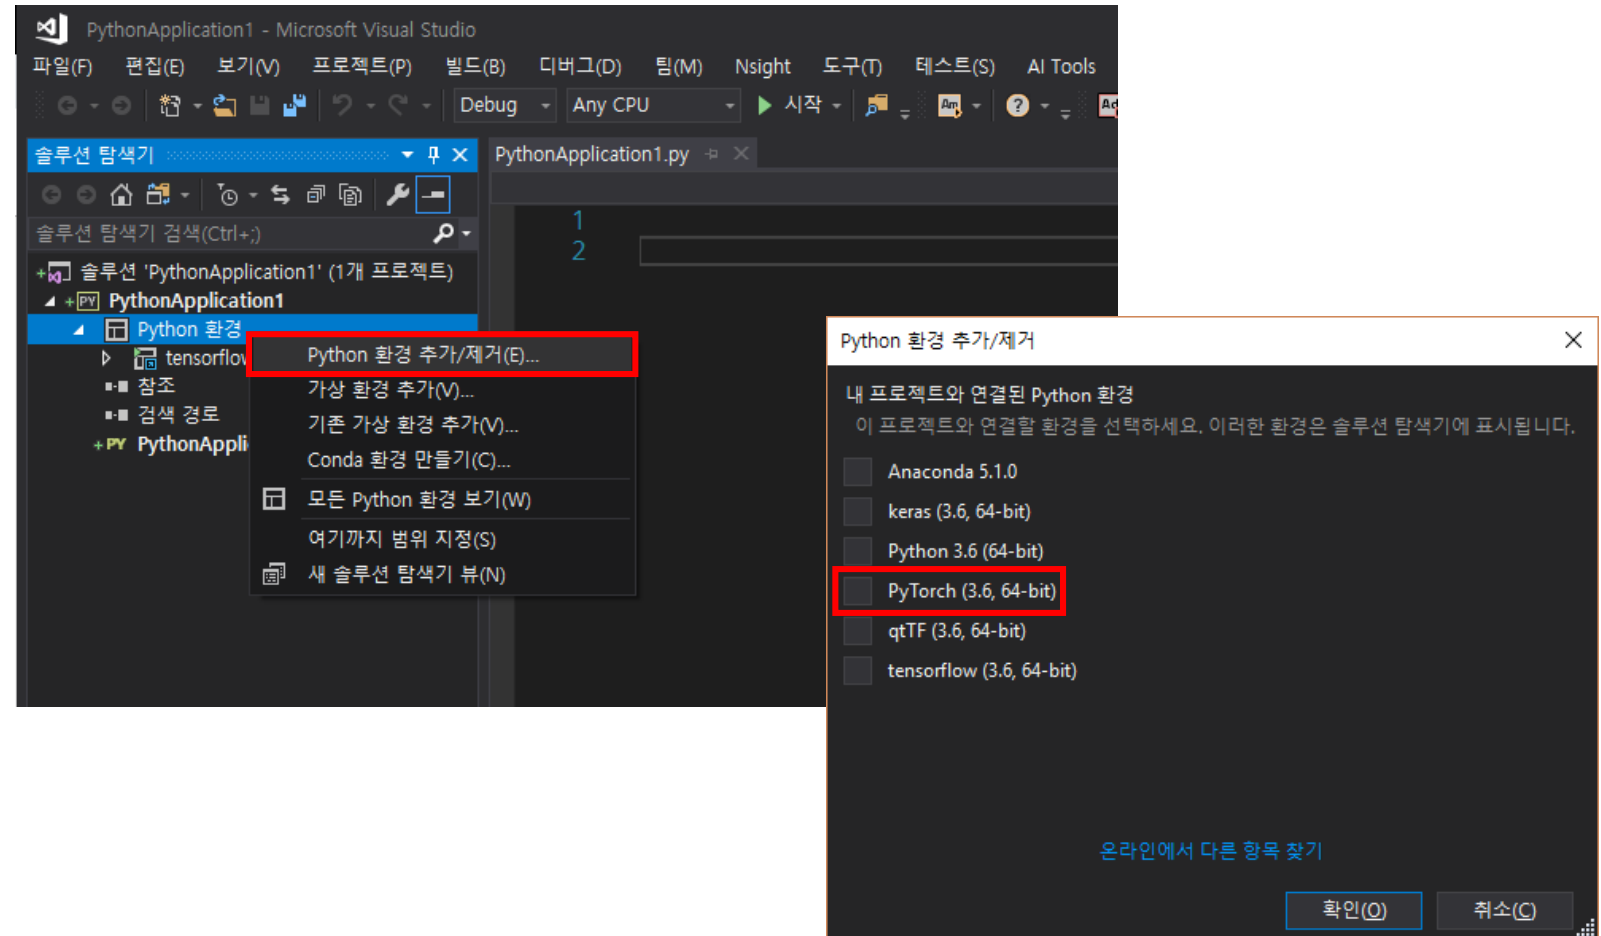 PythonApplication1 - Microsoft Visual Studio
파일(F) 편집(E) 보기(V) 프로젝트(P) 빌드(B) 디버그(D) 팀(M) Nsight 도구(T) 테스트(S) AI Tools
Debug Any CPU 시작
솔루션 탐색기
PythonApplication1.py
솔루션 탐색기 검색(Ctrl+;)
1
2
솔루션 'PythonApplication1' (1개 프로젝트)
PY PythonApplication1
Python 환경
tensorflow
참조
검색 경로
PY PythonAppli
Python 환경 추가/제거(E)...
가상 환경 추가(V)...
기존 가상 환경 추가(V)...
Conda 환경 만들기(C)...
모든 Python 환경 보기(W)
여기까지 범위 지정(S)
새 솔루션 탐색기 뷰(N)
Python 환경 추가/제거
내 프로젝트와 연결된 Python 환경
이 프로젝트와 연결할 환경을 선택하세요. 이러한 환경은 솔루션 탐색기에 표시됩니다.
Anaconda 5.1.0
keras (3.6, 64-bit)
Python 3.6 (64-bit)
PyTorch (3.6, 64-bit)
qtTF (3.6, 64-bit)
tensorflow (3.6, 64-bit)
온라인에서 다른 항목 찾기
확인(O) 취소(C)